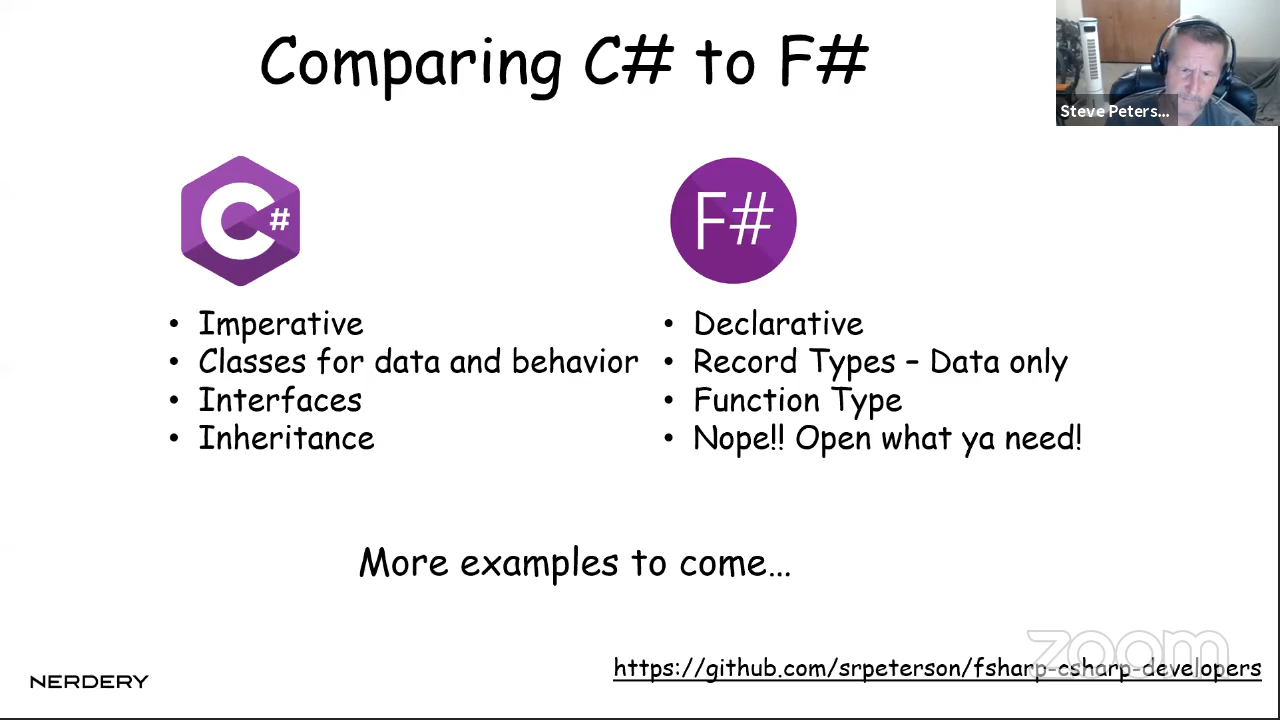 Comparing C# to F#
Steve Peters...
C#
F#
• Imperative
• Classes for data and behavior
• Interfaces
• Inheritance
• Declarative
• Record Types – Data only
• Function Type
• Nope!! Open what ya need!
More examples to come...
zoom
https://github.com/srpeterson/fsharp-csharp-developers
NERDERY